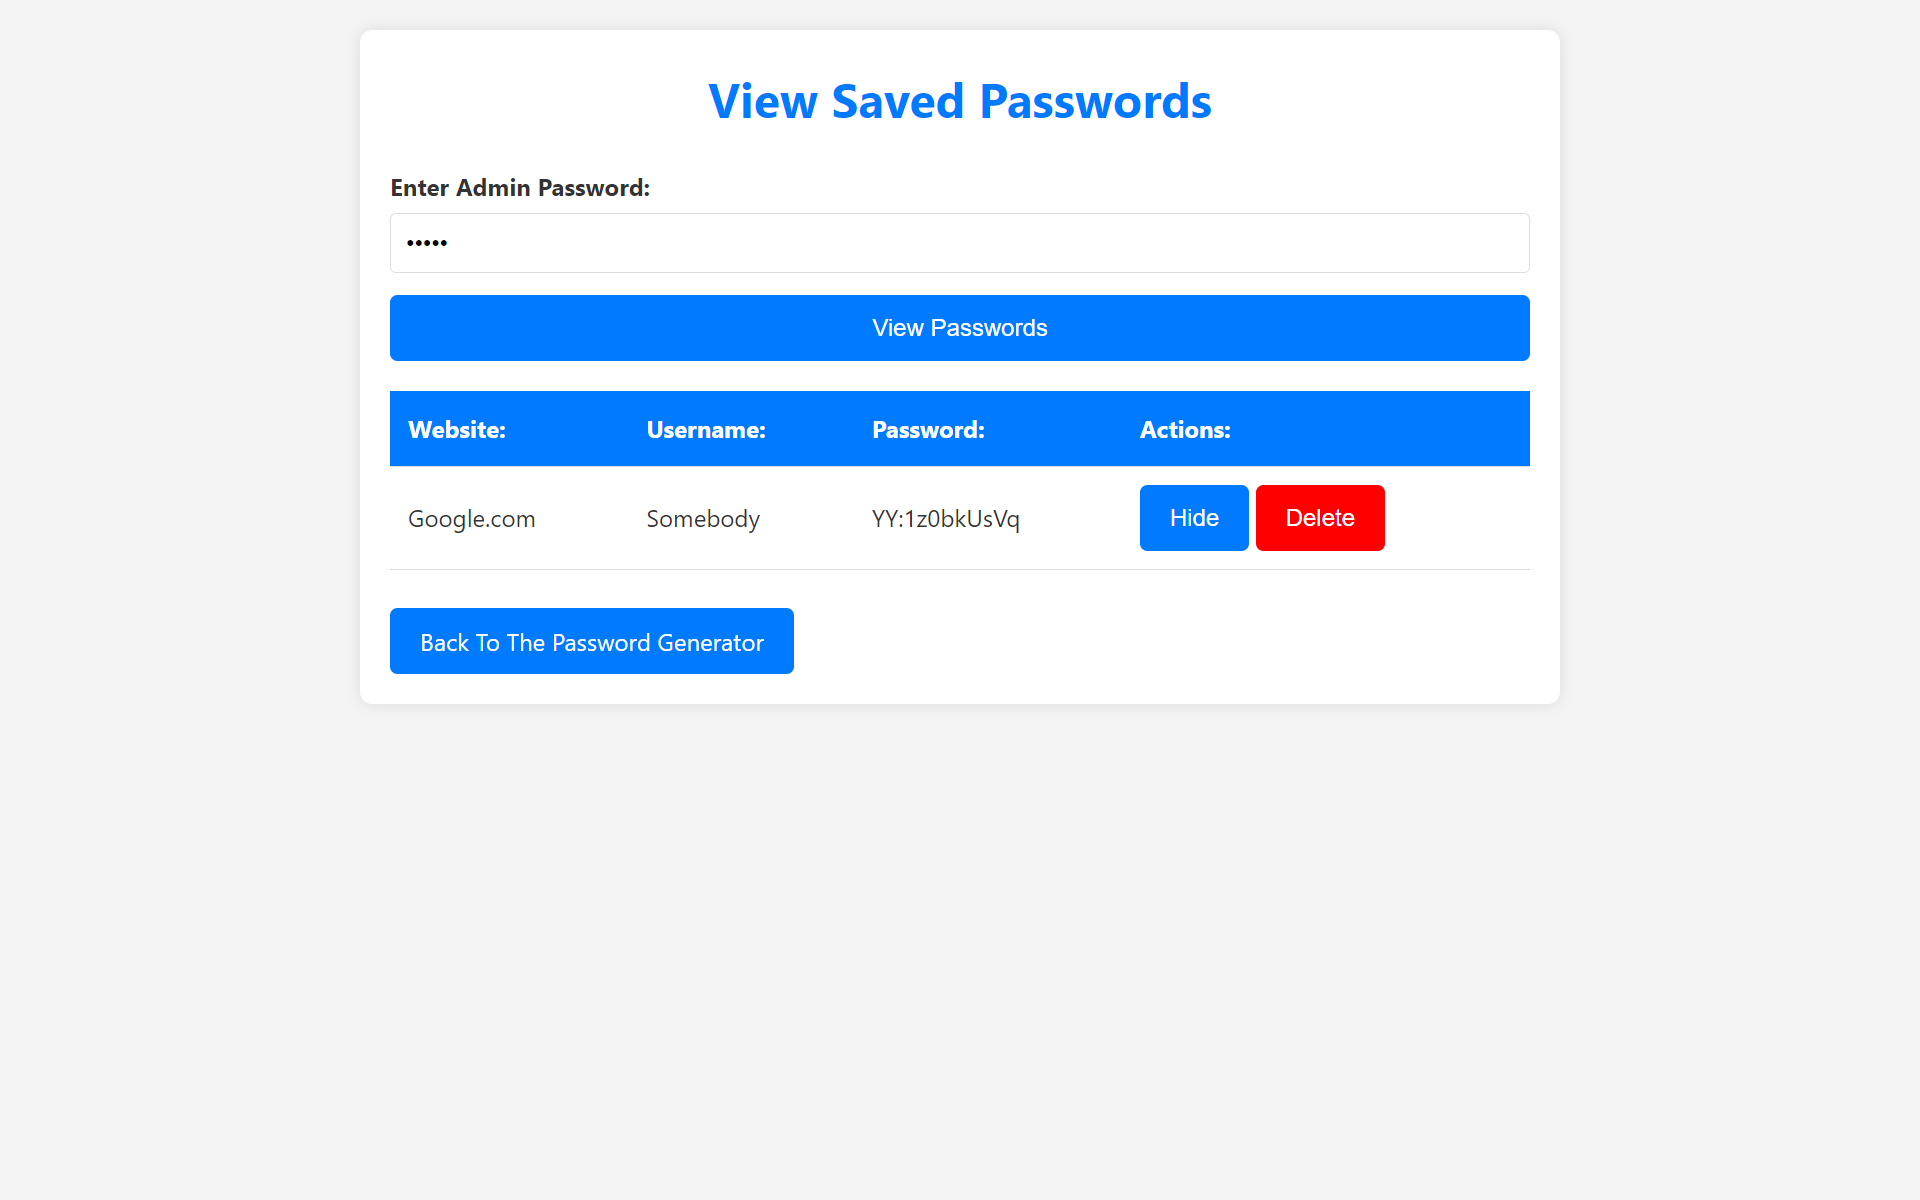 View Saved Passwords
Enter Admin Password:
•••••
View Passwords
Website: Username: Password: Actions:
Google.com Somebody YY:1z0bkUsVq Hide Delete
Back To The Password Generator